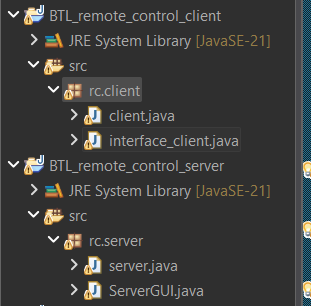 BTL_remote_control_client
JRE System Library [JavaSE-21]
src
rc.client
client.java
interface_client.java
BTL_remote_control_server
JRE System Library [JavaSE-21]
src
rc.server
server.java
ServerGUI.java